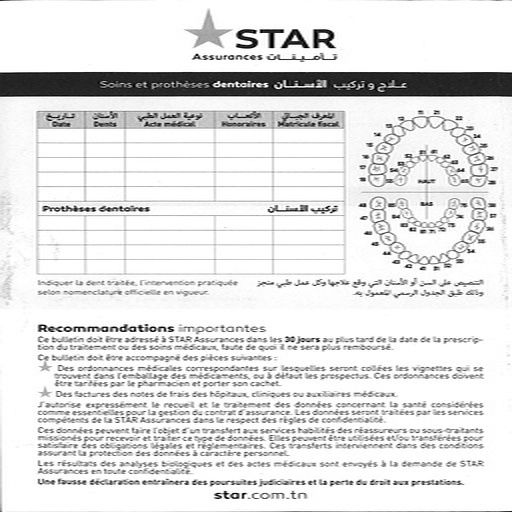 STAR
Assurances تأمينات
Soins et prothèses dentaires علاج و تركيب الأسنان
تاريخ الأسنان نوعية العمل الطبي الأتعاب المعرف الجبائي
Date Dents Acte médical Honoraires Matricule fiscal
Prothèses dentaires تركيب الأسنان
HAUT
BAS
Indiquer la dent traitée, l'intervention pratiquée
selon nomenclature officielle en vigueur.
التنصيص على السن أو الأسنان التي وقع علاجها وكل عمل طبي منجز
وذلك طبق الجدول الرسمي المعمول به.
Recommandations importantes
Ce bulletin doit être adressé à STAR Assurances dans les 30 jours au plus tard de la date de la prescrip-
tion du traitement ou des soins médicaux, faute de quoi il ne sera plus remboursé.
Ce bulletin doit être accompagné des pièces suivantes :
Des ordonnances médicales correspondantes sur lesquelles seront collées les vignettes qui se
trouvent dans l'emballage des médicaments, ou à défaut les prospectus. Ces ordonnances doivent
être tarifées par le pharmacien et porter son cachet.
Des factures des notes de frais des hôpitaux, cliniques ou auxiliaires médicaux.
J'autorise expressément le recueil et le traitement des données concernant la santé considérées
comme essentielles pour la gestion du contrat d'assurance. Les données seront traitées par les services
compétents de la STAR Assurances dans le respect des règles de confidentialité.
Ces données peuvent faire l'objet d'un transfert aux services habilités des réassureurs ou sous-traitants
missionnés pour recevoir et traiter ce type de données. Elles peuvent être utilisées et/ou transférées pour
satisfaire des obligations légales et réglementaires. Ces transferts interviennent dans des conditions
assurant la protection des données à caractère personnel.
Les résultats des analyses biologiques et des actes médicaux sont envoyés à la demande de STAR
Assurances en toute confidentialité.
Une fausse déclaration entraînera des poursuites judiciaires et la perte du droit aux prestations.
star.com.tn